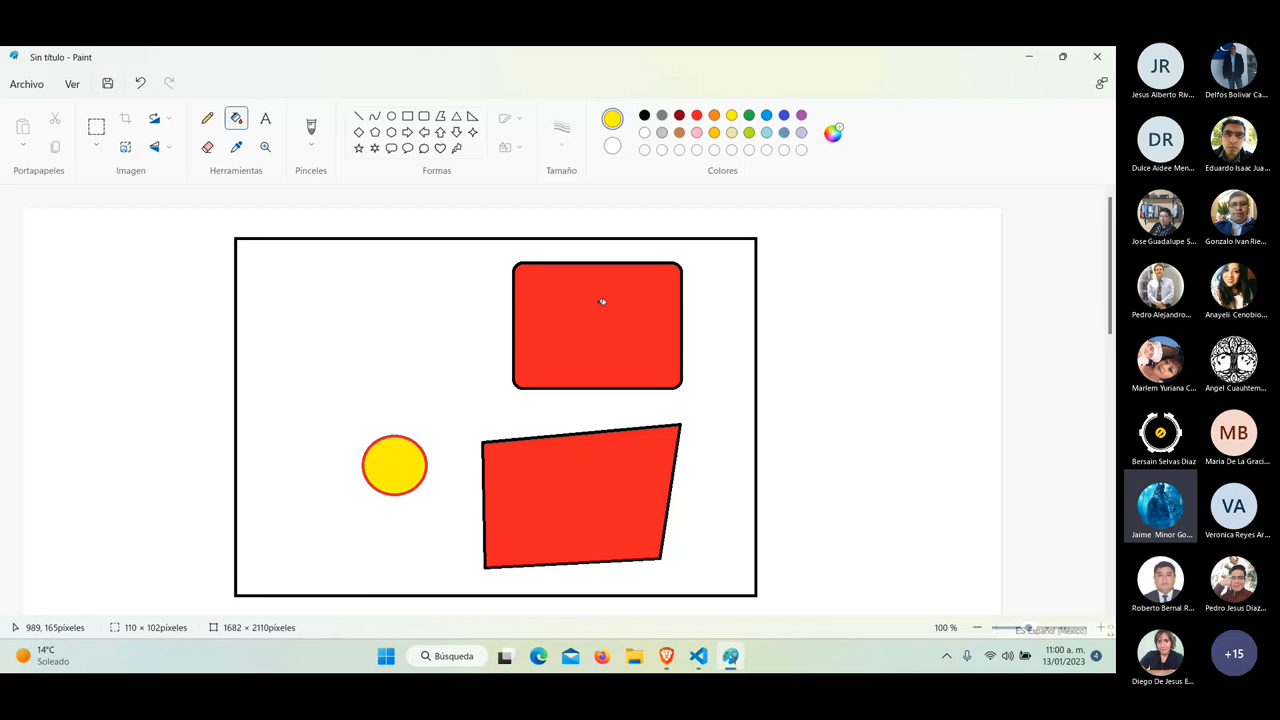 Sin título - Paint
Archivo Ver
Portapapeles Imagen Herramientas Pinceles Formas Tamaño Colores
989, 165píxeles 110 × 102píxeles 1682 × 2110píxeles 100 %
ES Español (México)
14°C
Soleado
Búsqueda
11:00 a. m.
13/01/2023
4
JR
Jesus Alberto Riv... Delfos Bolivar Ca...
DR
Dulce Aidee Men... Eduardo Isaac Jua...
Jose Guadalupe S... Gonzalo Ivan Rie...
Pedro Alejandro... Anayeli Cenobio...
Marlem Yuriana C... Angel Cuauhtem...
MB
Bersain Selvas Diaz Maria De La Graci...
VA
Jaime Minor Go... Veronica Reyes Ar...
Roberto Bernal R... Pedro Jesus Diaz...
+15
Diego De Jesus E...